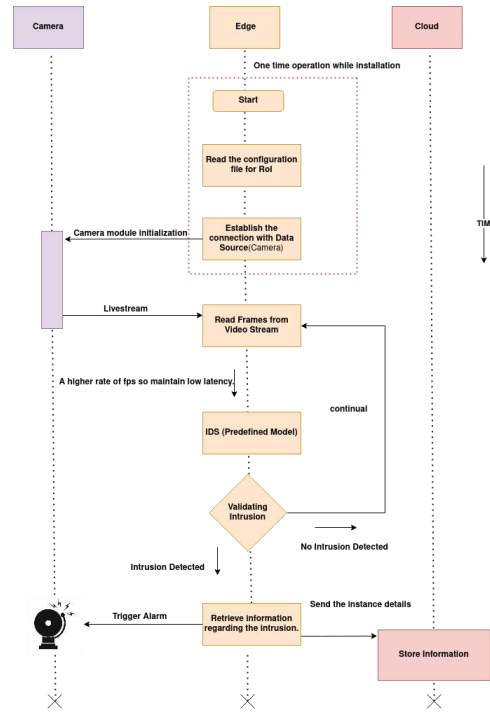 Camera
Edge
Cloud
One time operation while installation
Start
Read the configuration
file for RoI
Establish the
connection with Data
Source(Camera)
Camera module initialization
TIM
Livestream
Read Frames from
Video Stream
A higher rate of fps so maintain low latency.
continual
IDS (Predefined Model)
Validating
Intrusion
No Intrusion Detected
Intrusion Detected
Send the instance details
Trigger Alarm
Retrieve information
regarding the intrusion.
Store Information